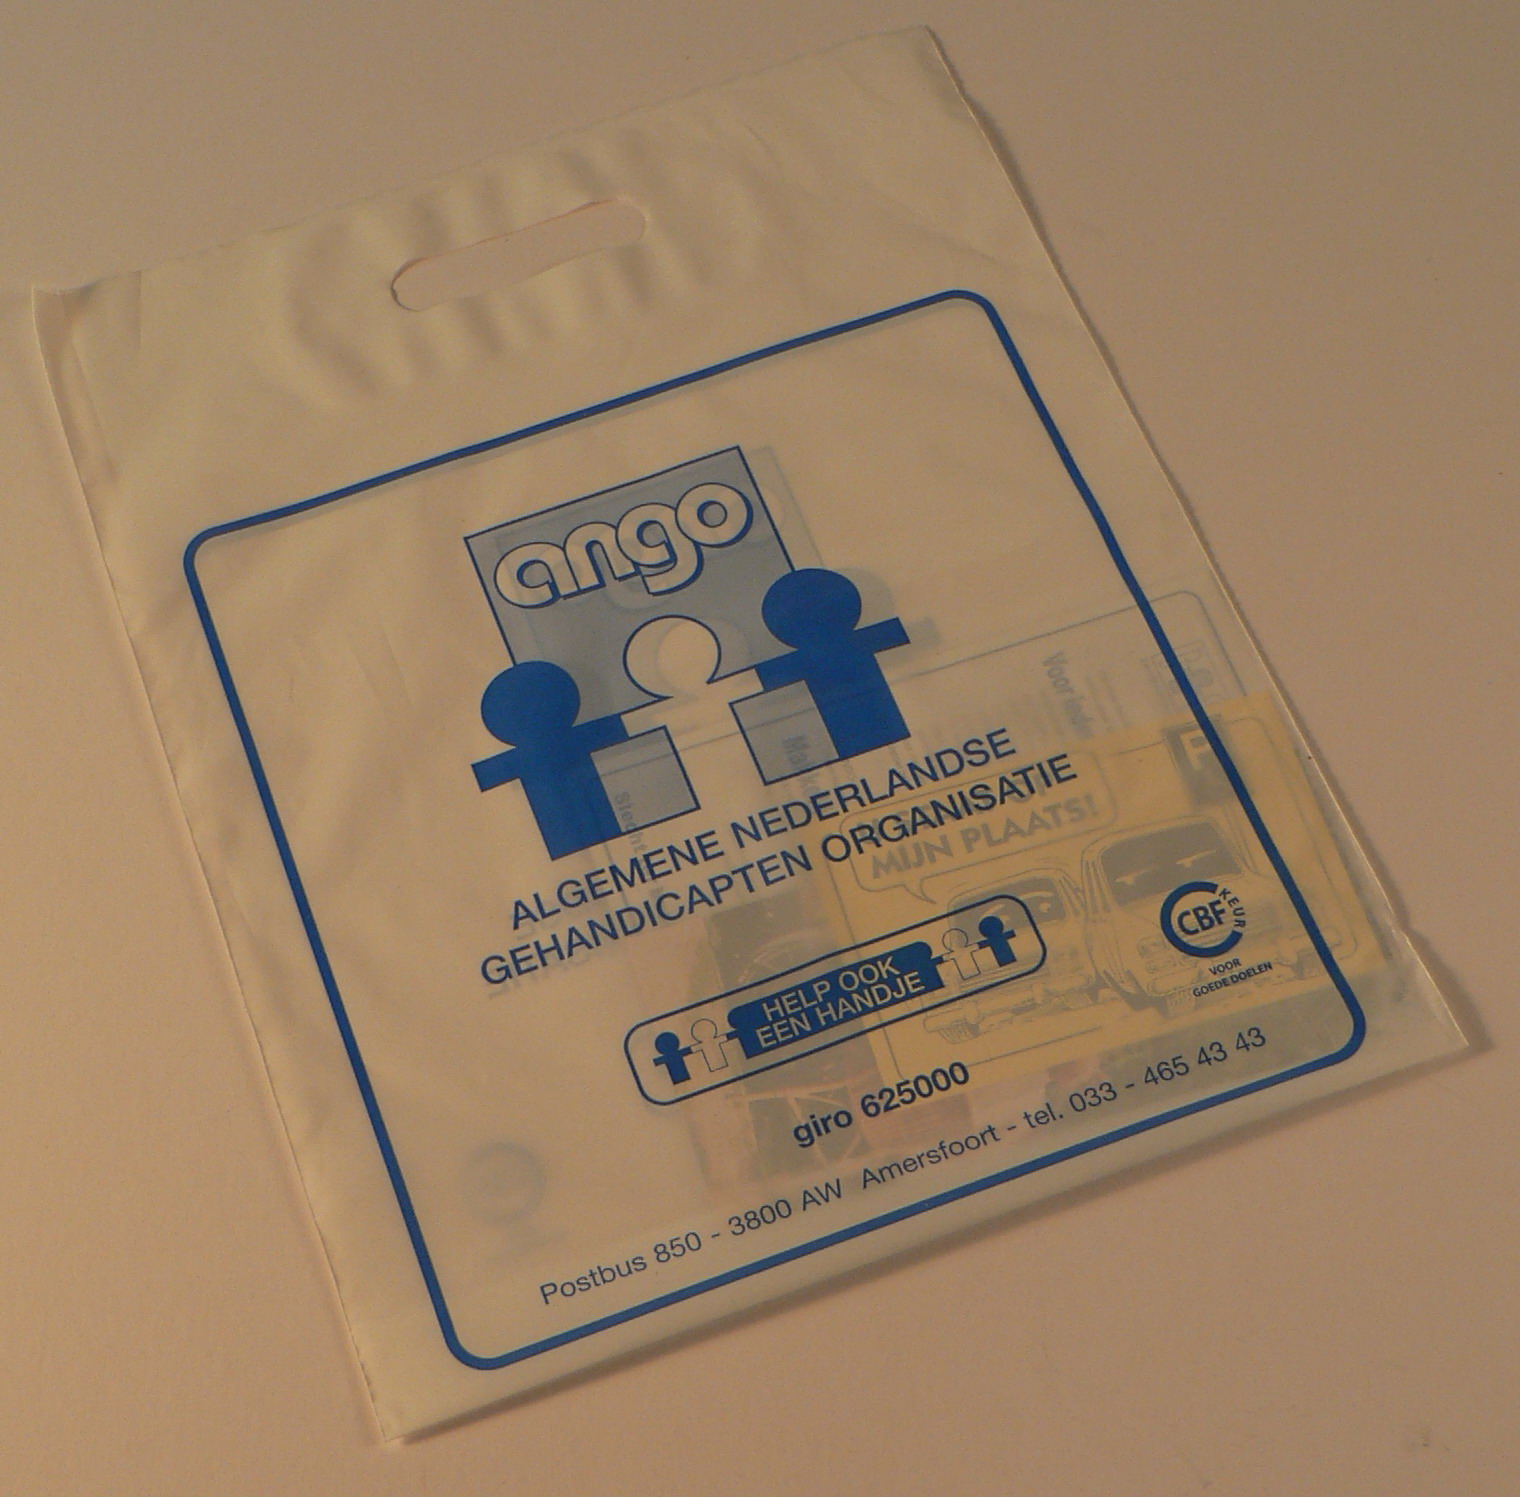 ango
ALGEMENE NEDERLANDSE
GEHANDICAPTEN ORGANISATIE
MIJN PLAATS!
HELP OOK
EEN HANDJE
CBF
KEUR
VOOR
GOEDE DOELEN
giro 625000
Postbus 850 - 3800 AW Amersfoort - tel. 033 - 465 43 43